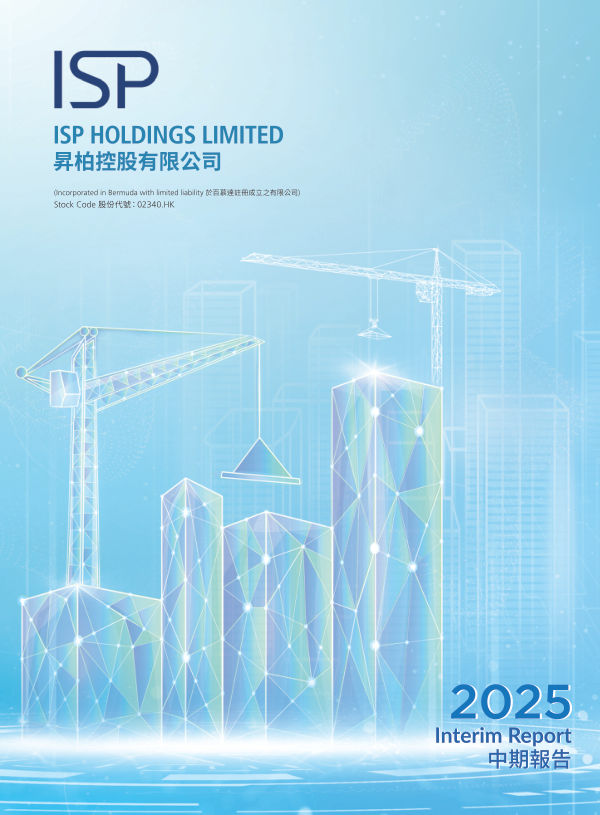 ISP
ISP HOLDINGS LIMITED
昇柏控股有限公司
(Incorporated in Bermuda with limited liability 於百慕達註冊成立之有限公司)
Stock Code 股份代號：02340.HK
2025
Interim Report
中期報告